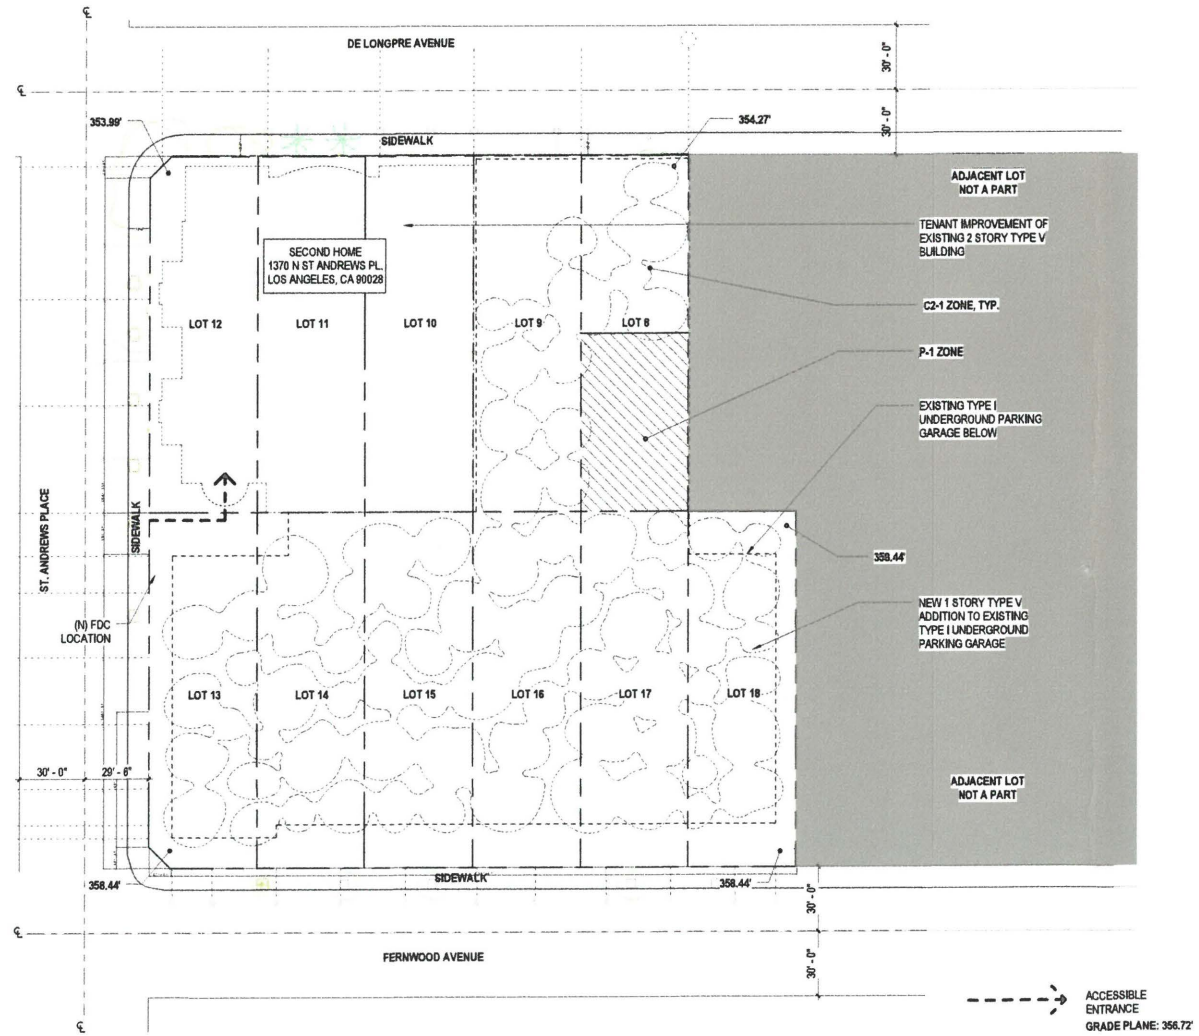 DE LONGPRE AVENUE
30' - 0"
30' - 0"
353.99'
354.27'
SIDEWALK
ADJACENT LOT
NOT A PART
TENANT IMPROVEMENT OF
EXISTING 2 STORY TYPE V
BUILDING
SECOND HOME
1370 N ST ANDREWS PL.
LOS ANGELES, CA 90028
C2-1 ZONE, TYP.
LOT 12
LOT 11
LOT 10
LOT 9
LOT 8
P-1 ZONE
EXISTING TYPE I
UNDERGROUND PARKING
GARAGE BELOW
ST. ANDREWS PLACE
SIDEWALK
358.44'
(N) FDC
LOCATION
NEW 1 STORY TYPE V
ADDITION TO EXISTING
TYPE I UNDERGROUND
PARKING GARAGE
LOT 13
LOT 14
LOT 15
LOT 16
LOT 17
LOT 18
30' - 0"
29' - 6"
ADJACENT LOT
NOT A PART
358.44'
SIDEWALK
358.44'
30' - 0"
30' - 0"
FERNWOOD AVENUE
ACCESSIBLE
ENTRANCE
GRADE PLANE: 356.72'